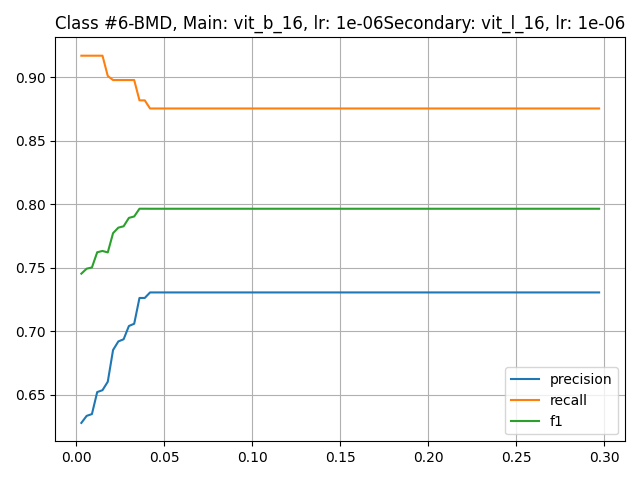 Class #6-BMD, Main: vit_b_16, lr: 1e-06Secondary: vit_l_16, lr: 1e-06
0.90
0.85
0.80
0.75
0.70
0.65
precision
recall
f1
0.00 0.05 0.10 0.15 0.20 0.25 0.30